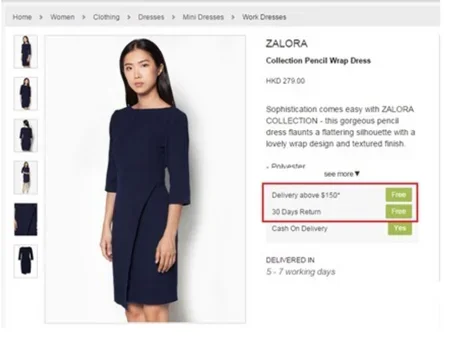 Home > Women > Clothing > Dresses > Mini Dresses > Work Dresses
ZALORA
Collection Pencil Wrap Dress
HKD 279.00
Sophistication comes easy with ZALORA
COLLECTION - this gorgeous pencil
dress flaunts a flattering silhouette with a
lovely wrap design and textured finish.
- Polyester
see more▼
Delivery above $150* Free
30 Days Return Free
Cash On Delivery Yes
DELIVERED IN
5 - 7 working days